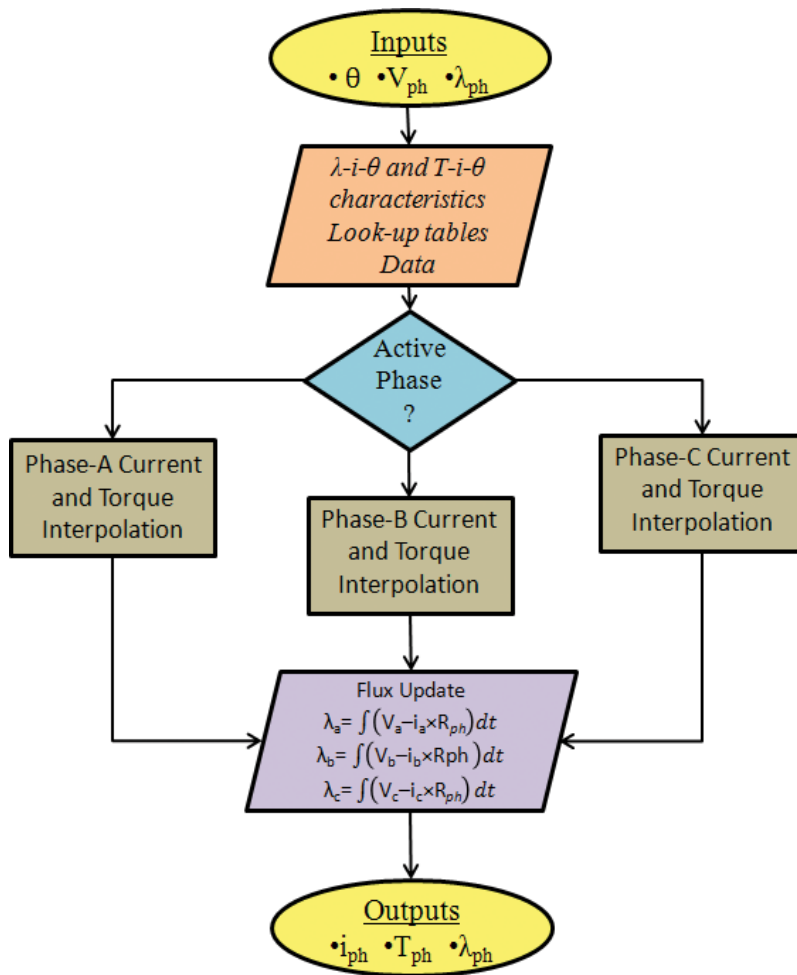 Inputs
• θ •V_ph •λ_ph
λ-i-θ and T-i-θ
characteristics
Look-up tables
Data
Active
Phase
?
Phase-A Current
and Torque
Interpolation
Phase-B Current
and Torque
Interpolation
Phase-C Current
and Torque
Interpolation
Flux Update
λ_a= ∫(V_a–i_a×R_ph) dt
λ_b= ∫(V_b–i_b×Rph ) dt
λ_c= ∫(V_c–i_c×R_ph) dt
Outputs
•i_ph •T_ph •λ_ph